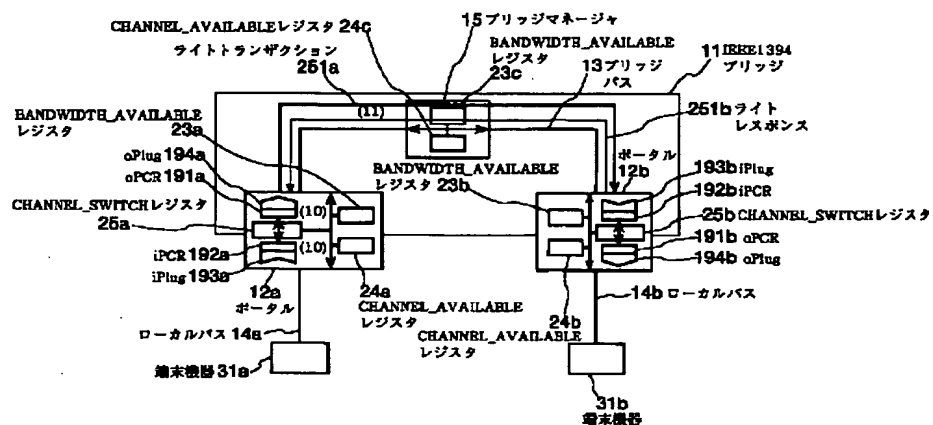 CHANNEL_AVAILABLEレジスタ 24c
15 ブリッジマネージャ
ライトトランザクション
251a
BANDWIDTH_AVAILABLE
レジスタ
23c
13 ブリッジ
バス
11 IEEE1394
ブリッジ
(11)
BANDWIDTH_AVAILABLE
レジスタ
23a
oPlug 194a
oPCR 191a
CHANNEL_SWITCHレジスタ
25a
iPCR 192a
iPlug 193a
12a
ポータル
(10)
(10)
24a
CHANNEL_AVAILABLE
レジスタ
BANDWIDTH_AVAILABLE
レジスタ 23b
ポータル
12b
251b ライト
レスポンス
193b iPlug
192b iPCR
25b CHANNEL_SWITCHレジスタ
191b oPCR
194b oPlug
24b
CHANNEL_AVAILABLE
レジスタ
14b ローカルバス
ローカルバス 14a
端末機器 31a
31b
端末機器